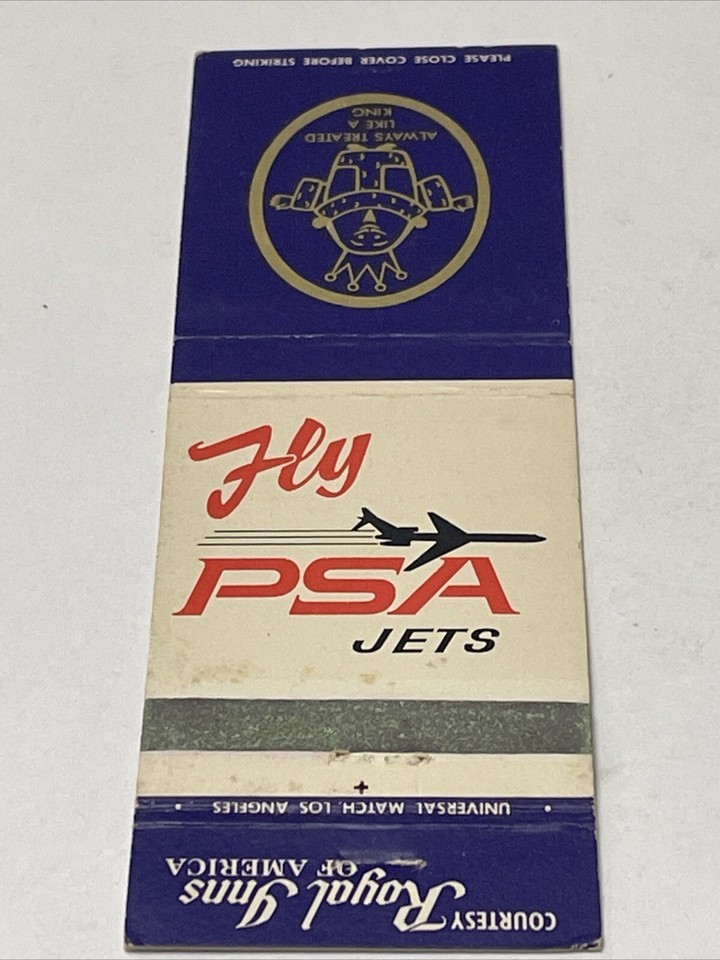 PLEASE CLOSE COVER BEFORE STRIKING
ALWAYS TREATED
LIKE A
KING
Fly
PSA
JETS
• UNIVERSAL MATCH, LOS ANGELES •
COURTESY Royal Inns
OF AMERICA